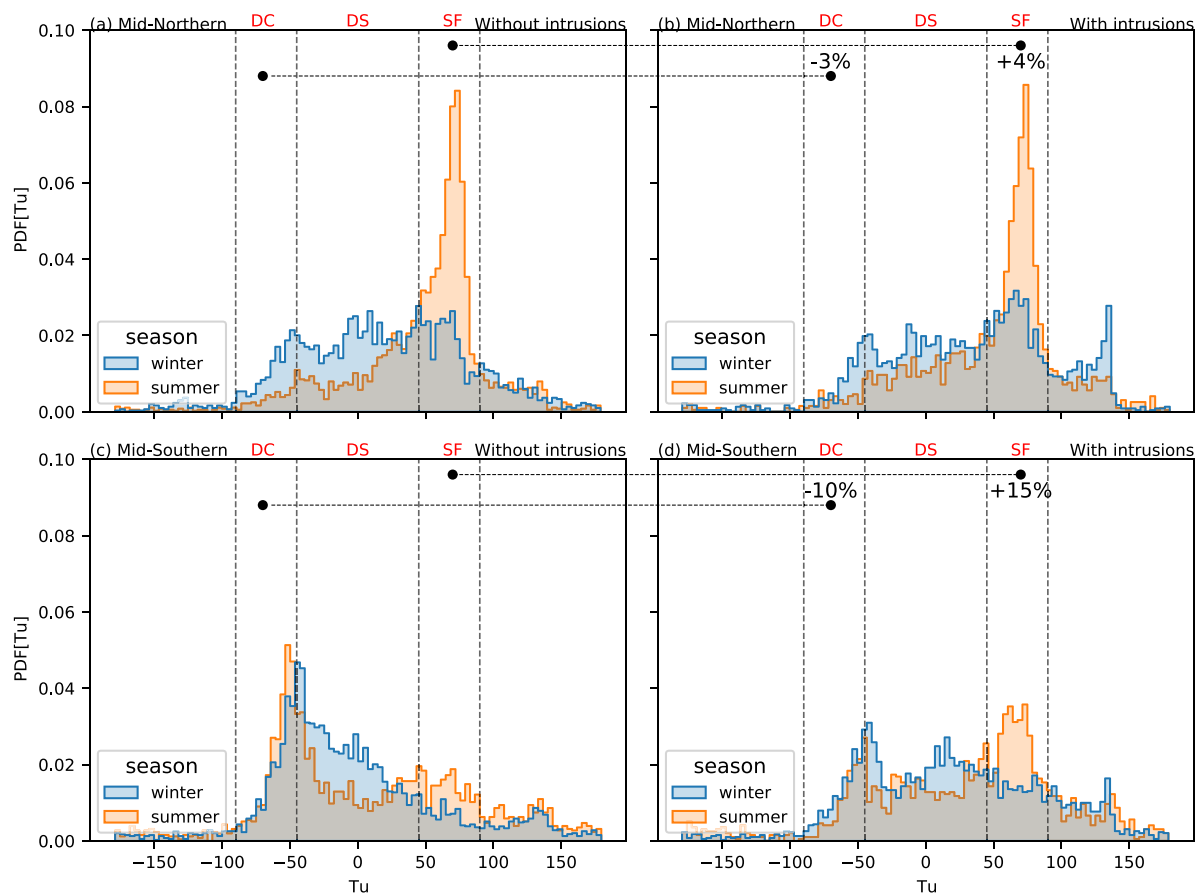 (a) Mid-Northern DC DS SF Without intrusions
(b) Mid-Northern DC DS SF With intrusions
0.10
0.08
0.06
0.04
0.02
0.00
PDF[Tu]
-3% +4%
season
winter
summer
season
winter
summer
(c) Mid-Southern DC DS SF Without intrusions
(d) Mid-Southern DC DS SF With intrusions
0.10
0.08
0.06
0.04
0.02
0.00
PDF[Tu]
-10% +15%
season
winter
summer
season
winter
summer
−150 −100 −50 0 50 100 150
−150 −100 −50 0 50 100 150
Tu
Tu